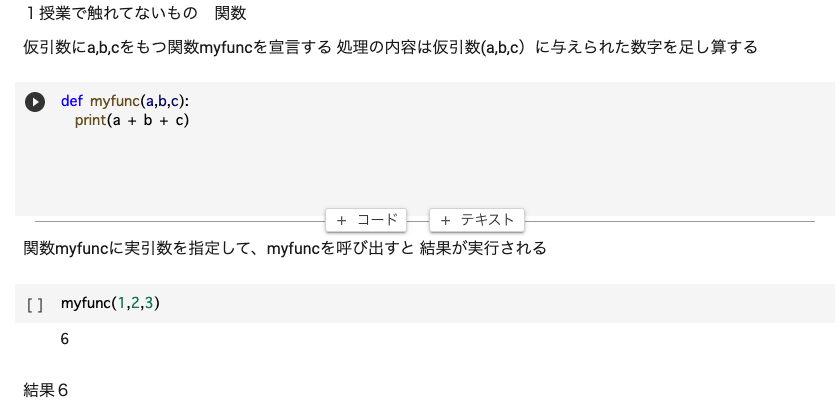 １授業で触れてないもの　関数
仮引数にa,b,cをもつ関数myfuncを宣言する 処理の内容は仮引数(a,b,c）に与えられた数字を足し算する
def myfunc(a,b,c):
  print(a + b + c)
+ コード + テキスト
関数myfuncに実引数を指定して、myfuncを呼び出すと 結果が実行される
[ ] myfunc(1,2,3)
6
結果６